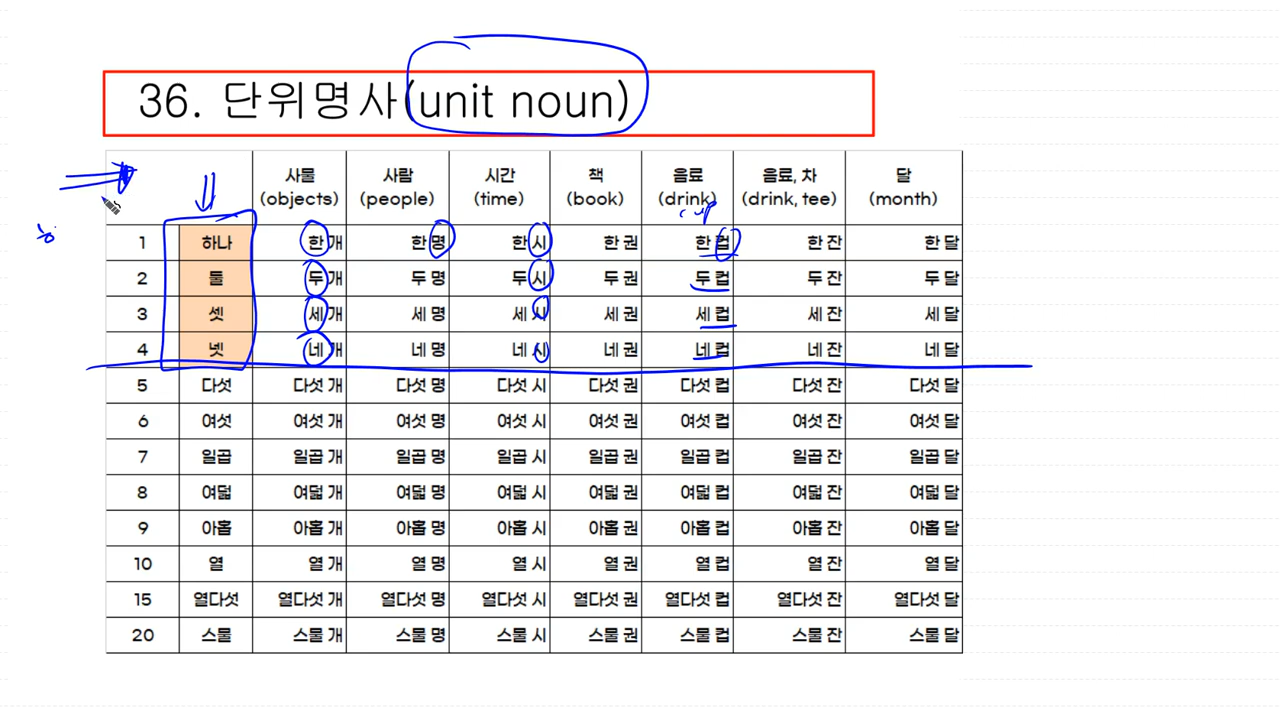 36. 단위명사(unit noun)
사물 사람 시간 책 음료 음료, 차 달
(objects) (people) (time) (book) (drink) (drink, tee) (month)
cup
1 하나 한 개 한 명 한 시 한 권 한 컵 한 잔 한 달
2 둘 두 개 두 명 두 시 두 권 두 컵 두 잔 두 달
3 셋 세 개 세 명 세 시 세 권 세 컵 세 잔 세 달
4 넷 네 개 네 명 네 시 네 권 네 컵 네 잔 네 달
5 다섯 다섯 개 다섯 명 다섯 시 다섯 권 다섯 컵 다섯 잔 다섯 달
6 여섯 여섯 개 여섯 명 여섯 시 여섯 권 여섯 컵 여섯 잔 여섯 달
7 일곱 일곱 개 일곱 명 일곱 시 일곱 권 일곱 컵 일곱 잔 일곱 달
8 여덟 여덟 개 여덟 명 여덟 시 여덟 권 여덟 컵 여덟 잔 여덟 달
9 아홉 아홉 개 아홉 명 아홉 시 아홉 권 아홉 컵 아홉 잔 아홉 달
10 열 열 개 열 명 열 시 열 권 열 컵 열 잔 열 달
15 열다섯 열다섯 개 열다섯 명 열다섯 시 열다섯 권 열다섯 컵 열다섯 잔 열다섯 달
20 스물 스물 개 스물 명 스물 시 스물 권 스물 컵 스물 잔 스물 달